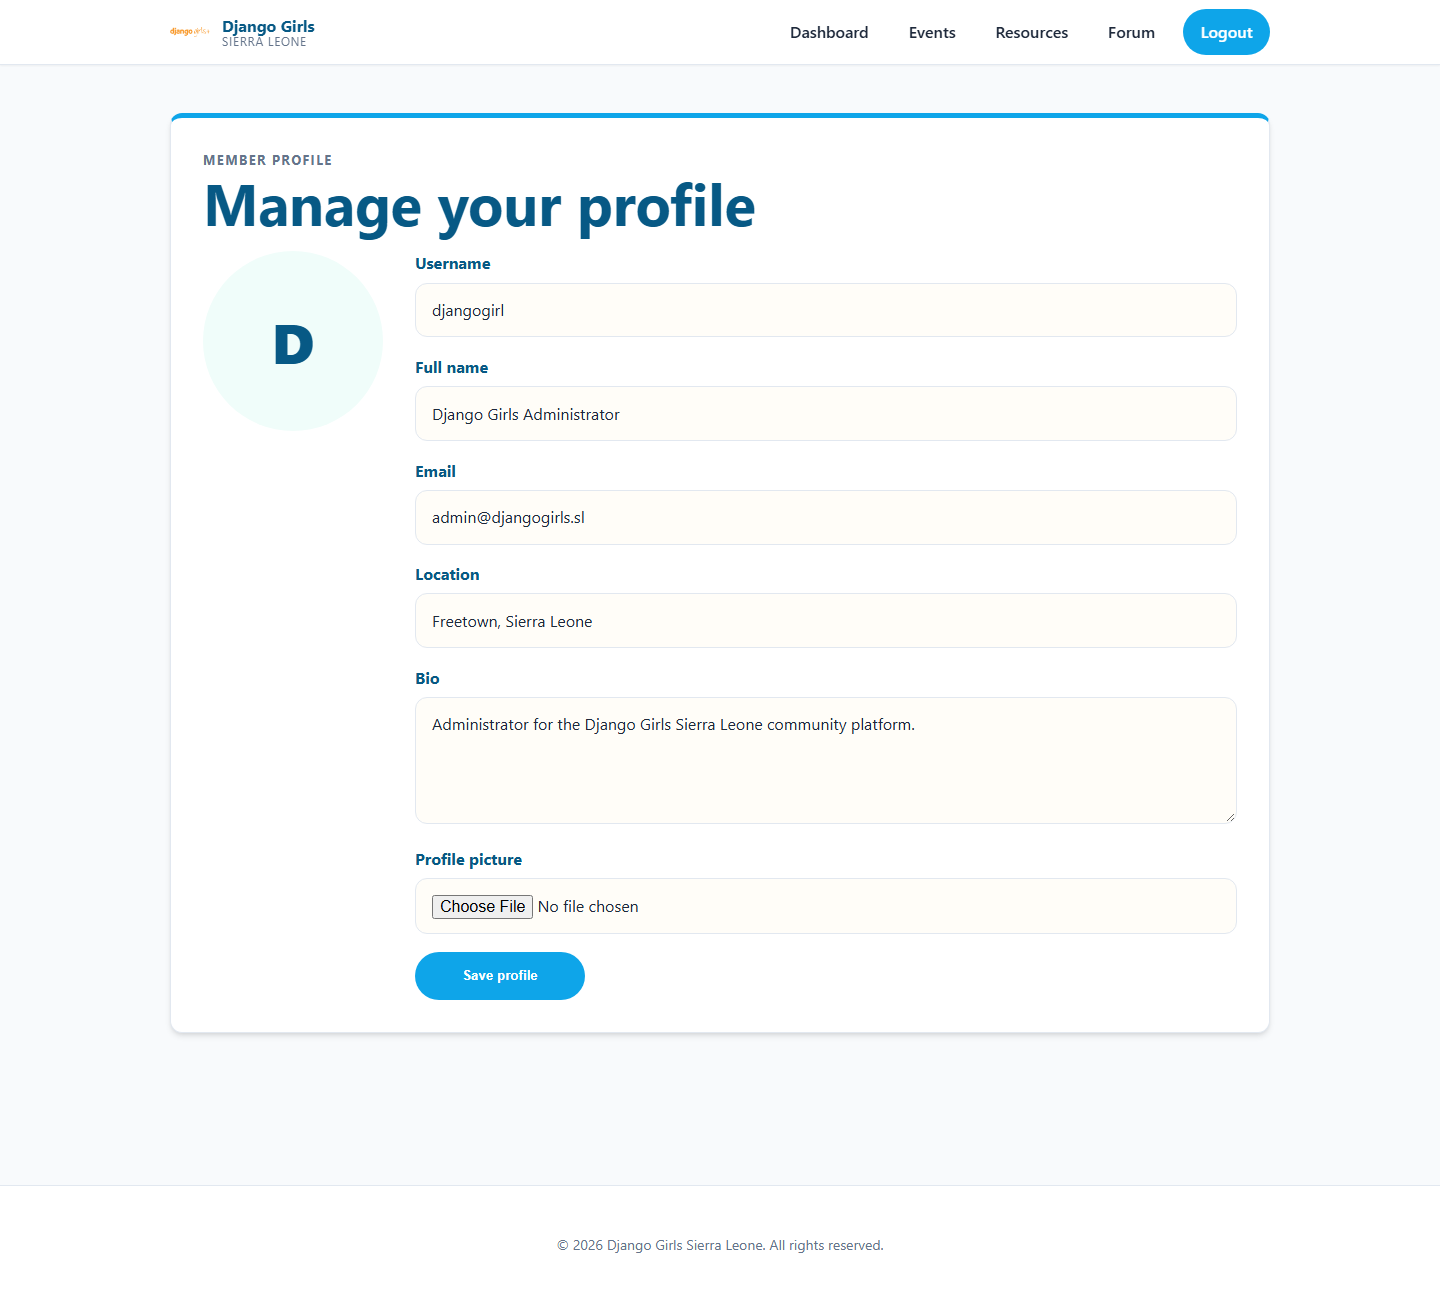 django girls
Django Girls
SIERRA LEONE
Dashboard
Events
Resources
Forum
Logout
MEMBER PROFILE
Manage your profile
D
Username
djangogirl
Full name
Django Girls Administrator
Email
admin@djangogirls.sl
Location
Freetown, Sierra Leone
Bio
Administrator for the Django Girls Sierra Leone community platform.
Profile picture
Choose File No file chosen
Save profile
© 2026 Django Girls Sierra Leone. All rights reserved.